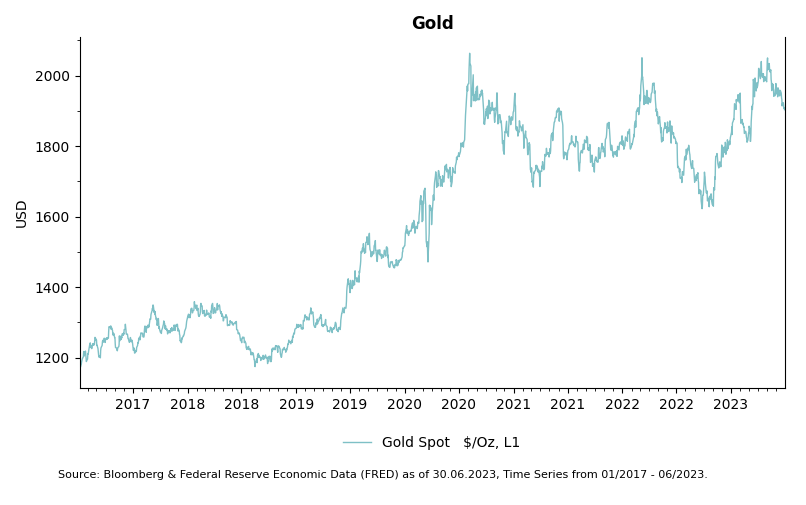 Gold
2000
1800
1600
1400
1200
USD
2017 2018 2018 2019 2019 2020 2020 2021 2021 2022 2022 2023
Gold Spot $/Oz, L1
Source: Bloomberg & Federal Reserve Economic Data (FRED) as of 30.06.2023, Time Series from 01/2017 - 06/2023.